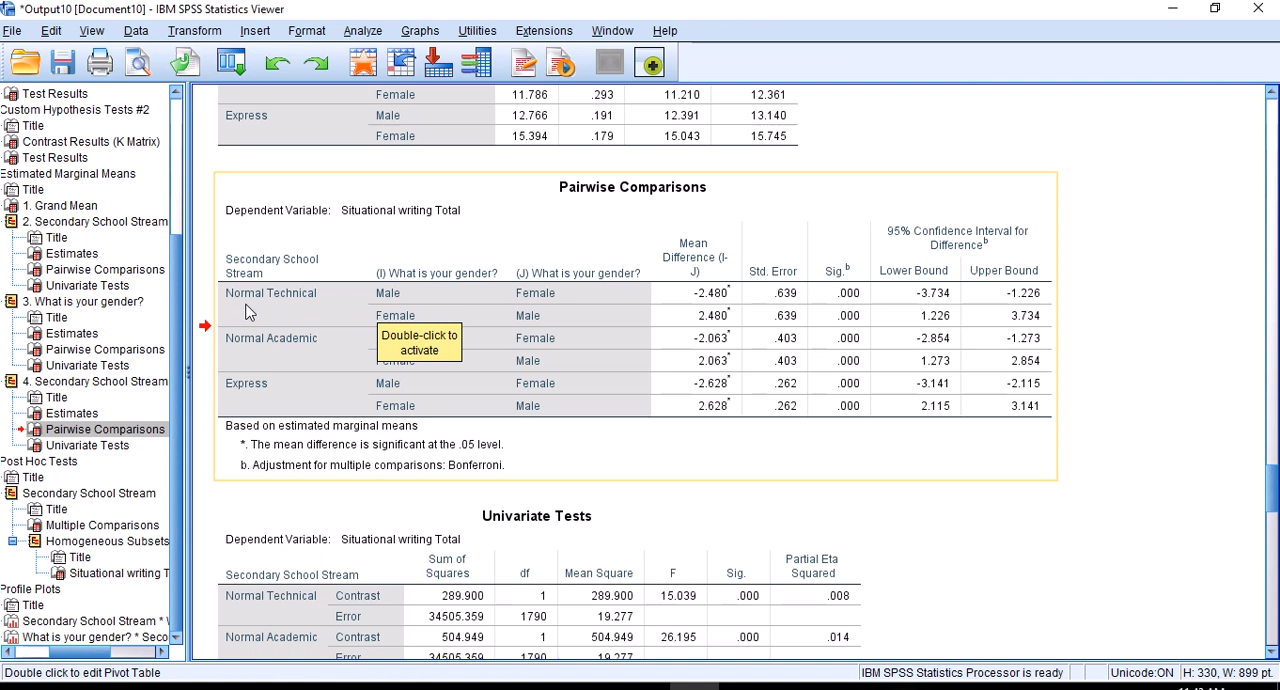 *Output10 [Document10] - IBM SPSS Statistics Viewer
File Edit View Data Transform Insert Format Analyze Graphs Utilities Extensions Window Help
Test Results
Custom Hypothesis Tests #2
Title
Contrast Results (K Matrix)
Test Results
Estimated Marginal Means
Title
1. Grand Mean
2. Secondary School Stream
Title
Estimates
Pairwise Comparisons
Univariate Tests
3. What is your gender?
Title
Estimates
Pairwise Comparisons
Univariate Tests
4. Secondary School Stream
Title
Estimates
Pairwise Comparisons
Univariate Tests
Post Hoc Tests
Title
Secondary School Stream
Title
Multiple Comparisons
Homogeneous Subsets
Title
Situational writing T
Profile Plots
Title
Secondary School Stream *
What is your gender? * Seco
Female 11.786 .293 11.210 12.361
Express Male 12.766 .191 12.391 13.140
Female 15.394 .179 15.043 15.745
Pairwise Comparisons
Dependent Variable: Situational writing Total
Secondary School Stream (I) What is your gender? (J) What is your gender? Mean Difference (I-J) Std. Error Sig.b 95% Confidence Interval for Differenceb
Lower Bound Upper Bound
Normal Technical Male Female -2.480* .639 .000 -3.734 -1.226
Female Male 2.480* .639 .000 1.226 3.734
Normal Academic Female -2.063* .403 .000 -2.854 -1.273
Female Male 2.063* .403 .000 1.273 2.854
Express Male Female -2.628* .262 .000 -3.141 -2.115
Female Male 2.628* .262 .000 2.115 3.141
Double-click to
activate
Based on estimated marginal means
*. The mean difference is significant at the .05 level.
b. Adjustment for multiple comparisons: Bonferroni.
Univariate Tests
Dependent Variable: Situational writing Total
Secondary School Stream Sum of Squares df Mean Square F Sig. Partial Eta Squared
Normal Technical Contrast 289.900 1 289.900 15.039 .000 .008
Error 34505.359 1790 19.277
Normal Academic Contrast 504.949 1 504.949 26.195 .000 .014
Error 34505.359 1790 19.277
Double click to edit Pivot Table
IBM SPSS Statistics Processor is ready Unicode:ON H: 330, W: 899 pt.